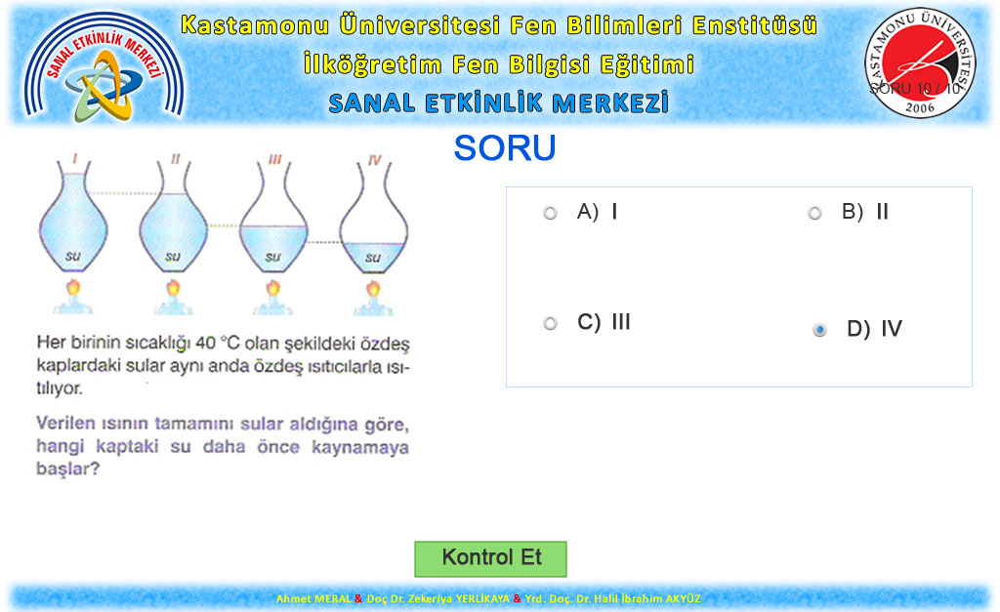 Kastamonu Üniversitesi Fen Bilimleri Enstitüsü
İlköğretim Fen Bilgisi Eğitimi
SANAL ETKİNLİK MERKEZİ
SANAL ETKİNLİK MERKEZİ
KASTAMONU ÜNİVERSİTESİ
2006
SORU 10 / 10
SORU
I II III IV
su su su su
Her birinin sıcaklığı 40 °C olan şekildeki özdeş
kaplardaki sular aynı anda özdeş ısıtıcılarla ısı-
tılıyor.
Verilen ısının tamamını sular aldığına göre,
hangi kaptaki su daha önce kaynamaya
başlar?
A) I
B) II
C) III
D) IV
Kontrol Et
Ahmet MERAL & Doç Dr. Zekeriya YERLİKAYA & Yrd. Doç. Dr. Halil İbrahim AKYÜZ